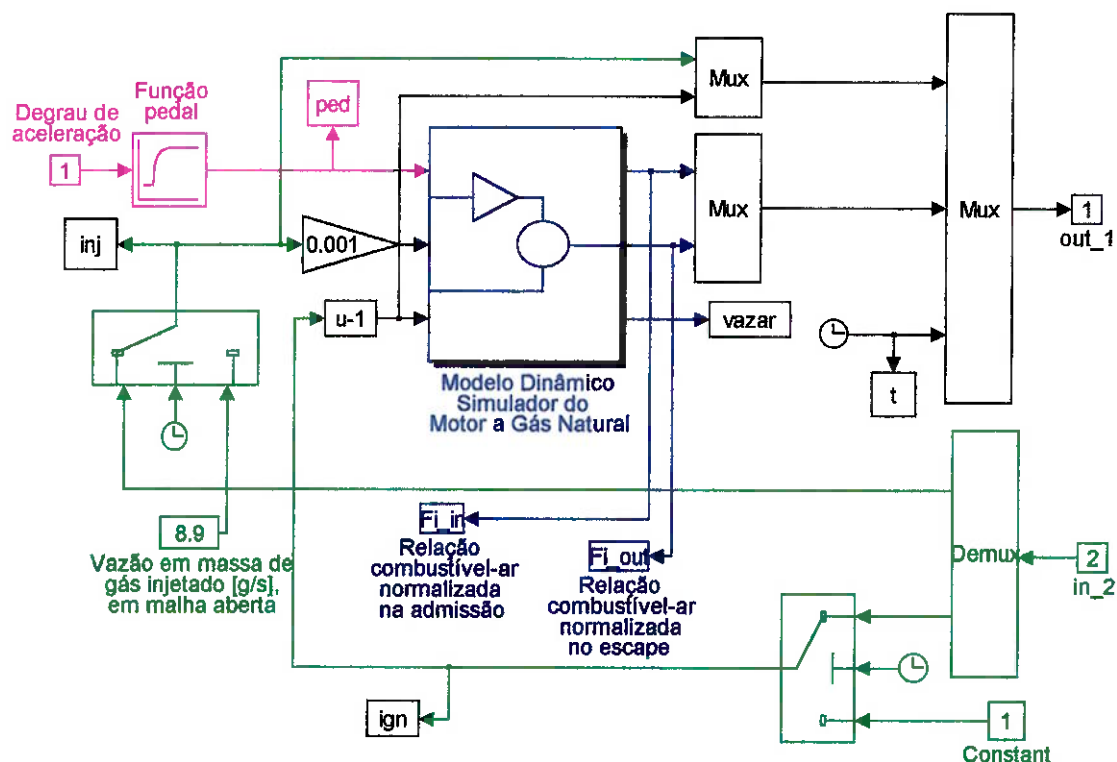 Mux
Função
pedal
ped
Degrau de
aceleração
1
Mux
Mux
1
out_1
inj
0.001
u-1
vazar
Modelo Dinâmico
Simulador do
Motor a Gás Natural
t
8.9
Vazão em massa de
gás injetado [g/s],
em malha aberta
Fi_in
Relação
combustível-ar
normalizada
na admissão
Fi_out
Relação
combustível-ar
normalizada
no escape
Demux
2
in_2
ign
1
Constant